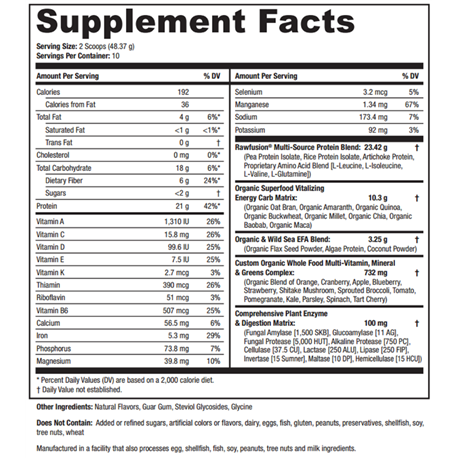 Supplement Facts
Serving Size: 2 Scoops (48.37 g)
Servings Per Container: 10
Amount Per Serving % DV
Calories 192
Calories from Fat 36
Total Fat 4 g 6%*
Saturated Fat <1 g <1%*
Trans Fat 0 g †
Cholesterol 0 mg 0%*
Total Carbohydrate 18 g 6%*
Dietary Fiber 6 g 24%*
Sugars <2 g †
Protein 21 g 42%*
Vitamin A 1,310 IU 26%
Vitamin C 15.8 mg 26%
Vitamin D 99.6 IU 25%
Vitamin E 7.5 IU 25%
Vitamin K 2.7 mcg 3%
Thiamin 390 mcg 26%
Riboflavin 51 mcg 3%
Vitamin B6 507 mcg 25%
Calcium 56.5 mg 6%
Iron 5.3 mg 29%
Phosphorus 73.8 mg 7%
Magnesium 39.8 mg 10%
Amount Per Serving % DV
Selenium 3.2 mcg 5%
Manganese 1.34 mg 67%
Sodium 173.4 mg 7%
Potassium 92 mg 3%
Rawfusion® Multi-Source Protein Blend: 23.42 g †
(Pea Protein Isolate, Rice Protein Isolate, Artichoke Protein,
Proprietary Amino Acid Blend [L-Leucine, L-Isoleucine,
L-Valine, L-Glutamine])
Organic Superfood Vitalizing
Energy Carb Matrix: 10.3 g †
(Organic Oat Bran, Organic Amaranth, Organic Quinoa,
Organic Buckwheat, Organic Millet, Organic Chia, Organic
Baobab, Organic Maca)
Organic & Wild Sea EFA Blend: 3.25 g †
(Organic Flax Seed Powder, Algae Protein, Coconut Powder)
Custom Organic Whole Food Multi-Vitamin, Mineral
& Greens Complex: 732 mg †
(Organic Blend of Orange, Cranberry, Apple, Blueberry,
Strawberry, Shitake Mushroom, Sprouted Broccoli, Tomato,
Pomegranate, Kale, Parsley, Spinach, Tart Cherry)
Comprehensive Plant Enzyme
& Digestion Matrix: 100 mg †
(Fungal Amylase [1,500 SKB], Glucoamylase [11 AG],
Fungal Protease [5,000 HUT], Alkaline Protease [750 PC],
Cellulase [37.5 CU], Lactase [250 ALU], Lipase [250 FIP],
Invertase [15 Sumner], Maltase [10 DP], Hemicellulase [15 HCU])
* Percent Daily Values (DV) are based on a 2,000 calorie diet.
† Daily Value not established.
Other Ingredients: Natural Flavors, Guar Gum, Steviol Glycosides, Glycine
Does Not Contain: Added or refined sugars, artificial colors or flavors, dairy, eggs, fish, gluten, peanuts, preservatives, shellfish, soy,
tree nuts, wheat
Manufactured in a facility that also processes egg, shellfish, fish, soy, peanuts, tree nuts and milk ingredients.